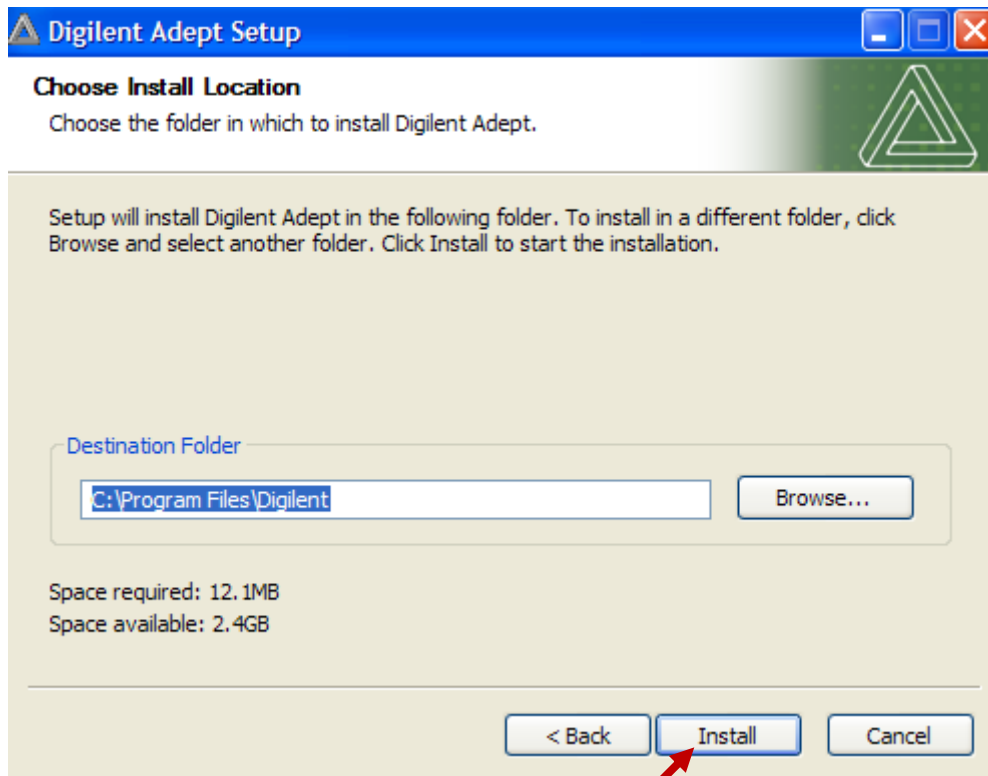 Digilent Adept Setup
Choose Install Location
Choose the folder in which to install Digilent Adept.
Setup will install Digilent Adept in the following folder. To install in a different folder, click
Browse and select another folder. Click Install to start the installation.
Destination Folder
C:\Program Files\Digilent
Browse...
Space required: 12.1MB
Space available: 2.4GB
< Back
Install
Cancel